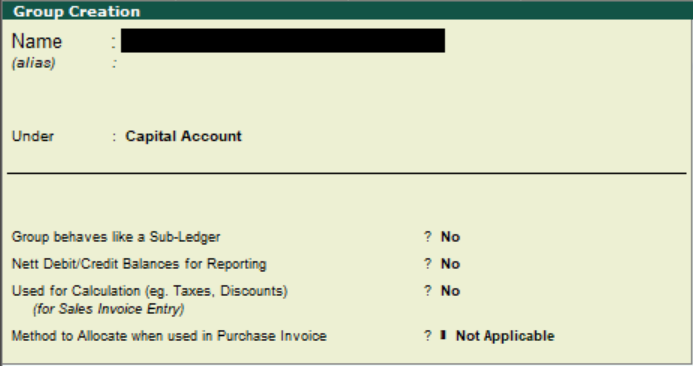 Group Creation
Name :
(alias) :
Under : Capital Account
Group behaves like a Sub-Ledger ? No
Nett Debit/Credit Balances for Reporting ? No
Used for Calculation (eg. Taxes, Discounts) ? No
(for Sales Invoice Entry)
Method to Allocate when used in Purchase Invoice ? Not Applicable